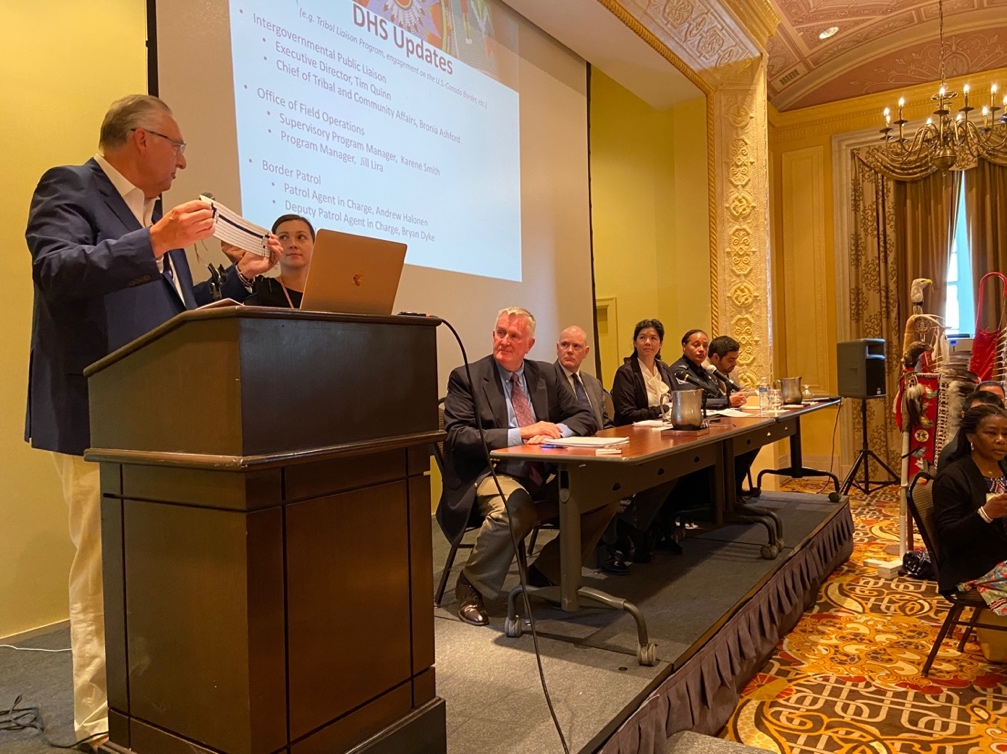 DHS Updates
(e.g. Tribal Liaison Program, engagement on the U.S.-Canada Border, etc.)
• Intergovernmental Public Liaison
• Executive Director, Tim Quinn
• Chief of Tribal and Community Affairs, Bronia Ashford
• Office of Field Operations
• Supervisory Program Manager, Karene Smith
• Program Manager, Jill Lira
• Border Patrol
• Patrol Agent in Charge, Andrew Halonen
• Deputy Patrol Agent in Charge, Bryan Dyke